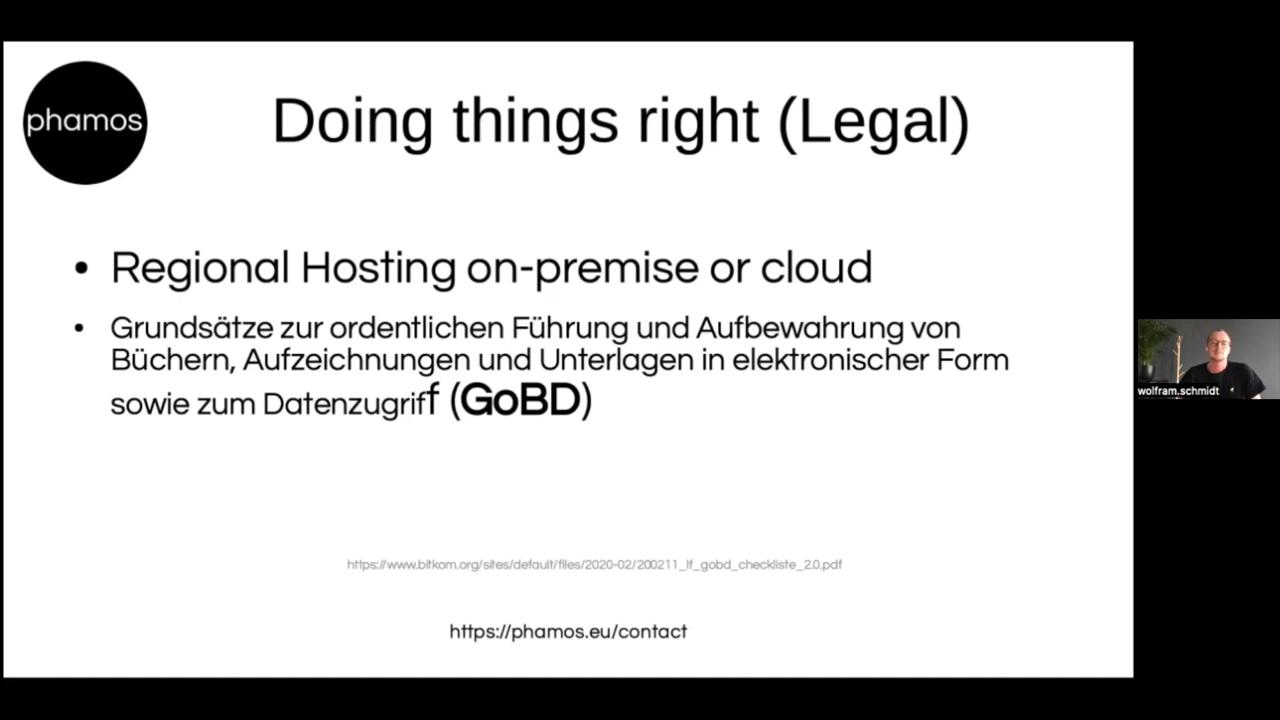 phamos
Doing things right (Legal)
• Regional Hosting on-premise or cloud
• Grundsätze zur ordentlichen Führung und Aufbewahrung von
Büchern, Aufzeichnungen und Unterlagen in elektronischer Form
sowie zum Datenzugriff (GoBD)
wolfram.schmidt
https://www.bitkom.org/sites/default/files/2020-02/200211_lf_gobd_checkliste_2.0.pdf
https://phamos.eu/contact